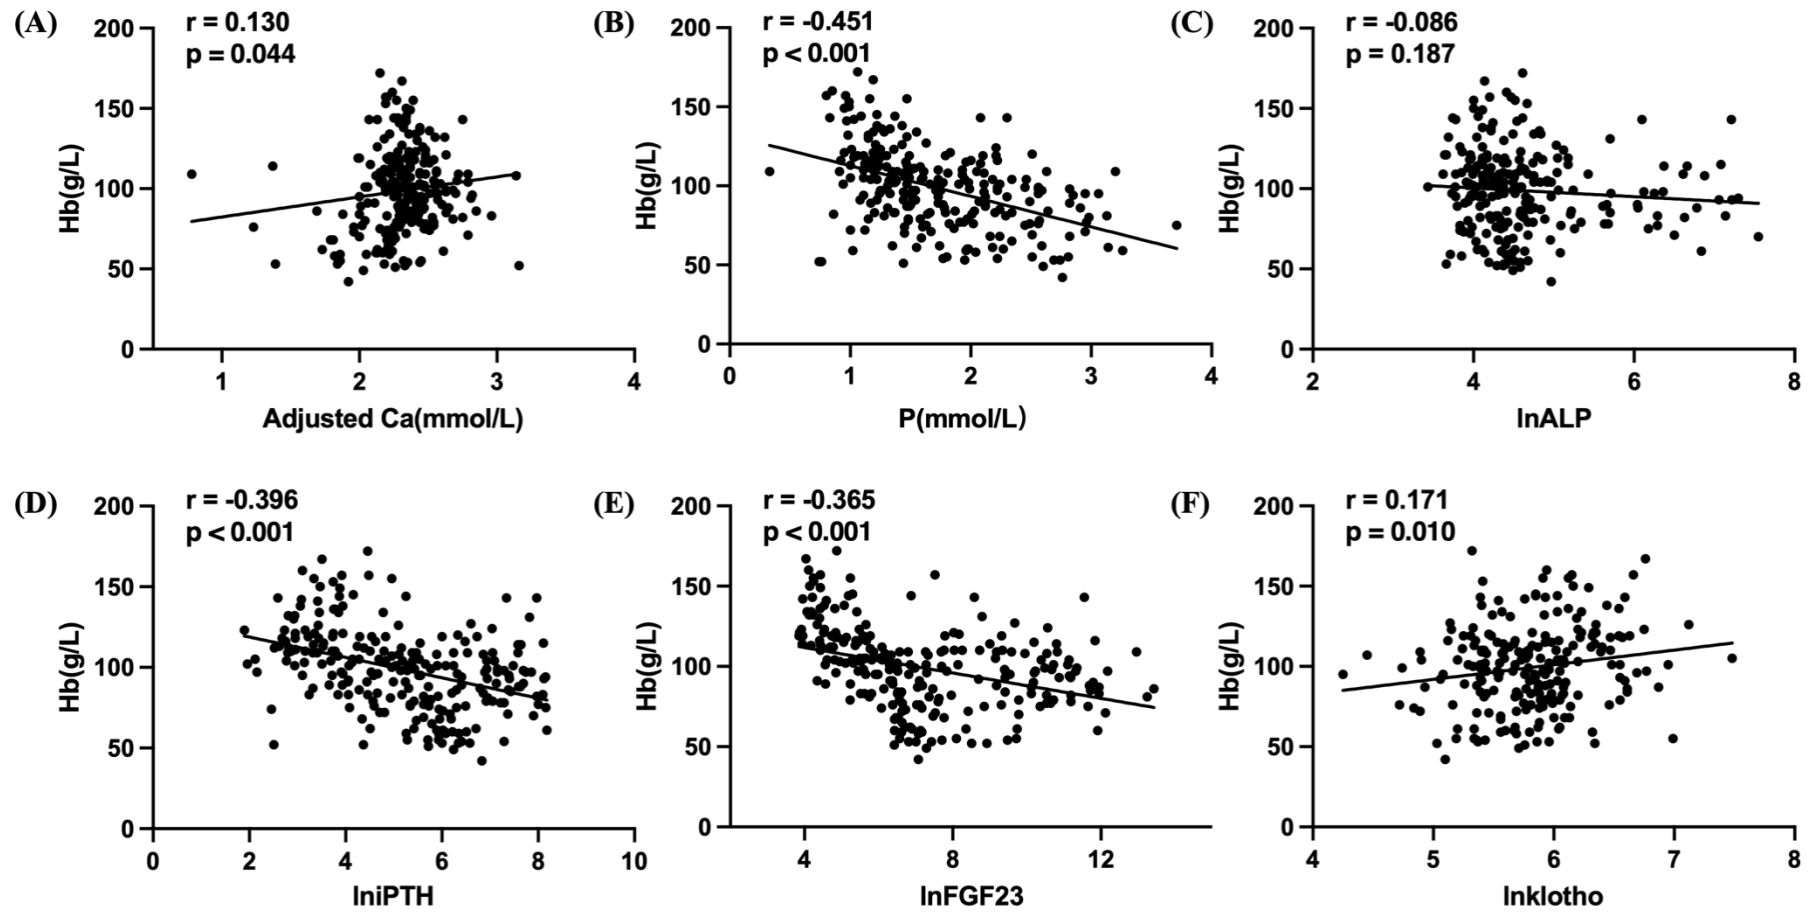 (A)
r = 0.130
p = 0.044
200
150
100
50
0
Hb(g/L)
1 2 3 4
Adjusted Ca(mmol/L)
(B)
r = -0.451
p < 0.001
200
150
100
50
0
Hb(g/L)
0 1 2 3 4
P(mmol/L)
(C)
r = -0.086
p = 0.187
200
150
100
50
0
Hb(g/L)
2 4 6 8
lnALP
(D)
r = -0.396
p < 0.001
200
150
100
50
0
Hb(g/L)
0 2 4 6 8 10
lniPTH
(E)
r = -0.365
p < 0.001
200
150
100
50
0
Hb(g/L)
4 8 12
lnFGF23
(F)
r = 0.171
p = 0.010
200
150
100
50
0
Hb(g/L)
4 5 6 7 8
lnklotho